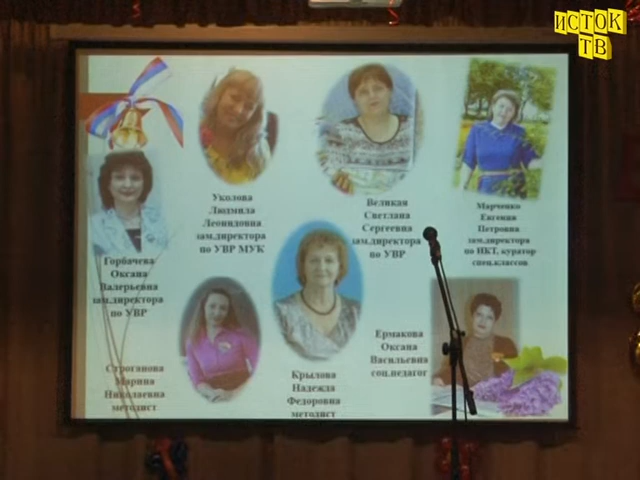 ИСТОК
ТВ
Уколова
Людмила
Леонидовна
зам.директора
по УВР МУК
Великая
Светлана
Сергеевна
зам.директора
по УВР
Марченко
Евгения
Петровна
зам.директора
по ИКТ, куратор
спец.классов
Горбачева
Оксана
Валерьевна
зам.директора
по УВР
Строганова
Марина
Николаевна
методист
Крылова
Надежда
Федоровна
методист
Ермакова
Оксана
Васильевна
соц.педагог